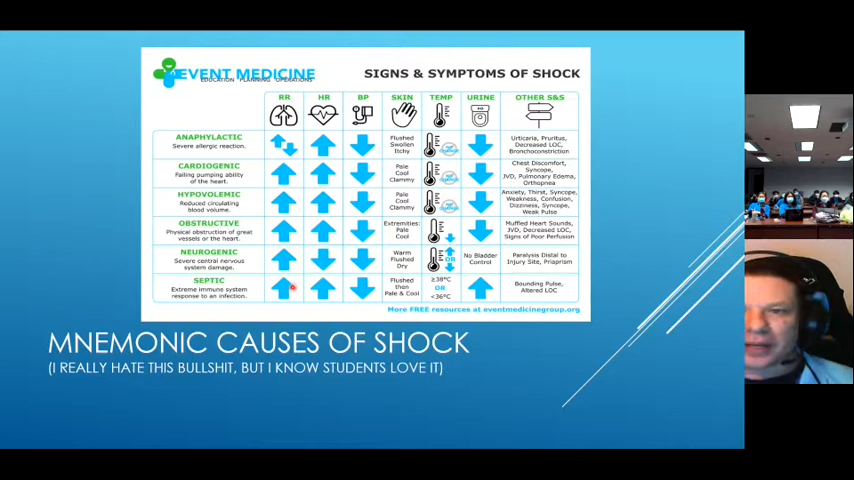 EVENT MEDICINE
EDUCATION PLANNING OPERATIONS
SIGNS & SYMPTOMS OF SHOCK
RR HR BP SKIN TEMP URINE OTHER S&S
ANAPHYLACTIC
Severe allergic reaction.
Flushed
Swollen
Itchy
Urticaria, Pruritus,
Decreased LOC,
Bronchoconstriction
CARDIOGENIC
Failing pumping ability
of the heart.
Pale
Cool
Clammy
Chest Discomfort,
Syncope,
JVD, Pulmonary Edema,
Orthopnea
HYPOVOLEMIC
Reduced circulating
blood volume.
Pale
Cool
Clammy
Anxiety, Thirst, Syncope,
Weakness, Confusion,
Dizziness, Syncope,
Weak Pulse
OBSTRUCTIVE
Physical obstruction of great
vessels or the heart.
Extremities:
Pale
Cool
Muffled Heart Sounds,
JVD, Decreased LOC,
Signs of Poor Perfusion
NEUROGENIC
Severe central nervous
system damage.
Warm
Flushed
Dry
OR
No Bladder
Control
Paralysis Distal to
Injury Site, Priaprism
SEPTIC
Extreme immune system
response to an infection.
Flushed
then
Pale & Cool
≥38°C
OR
<36°C
Bounding Pulse,
Altered LOC
More FREE resources at eventmedicinegroup.org
MNEMONIC CAUSES OF SHOCK
(I REALLY HATE THIS BULLSHIT, BUT I KNOW STUDENTS LOVE IT)